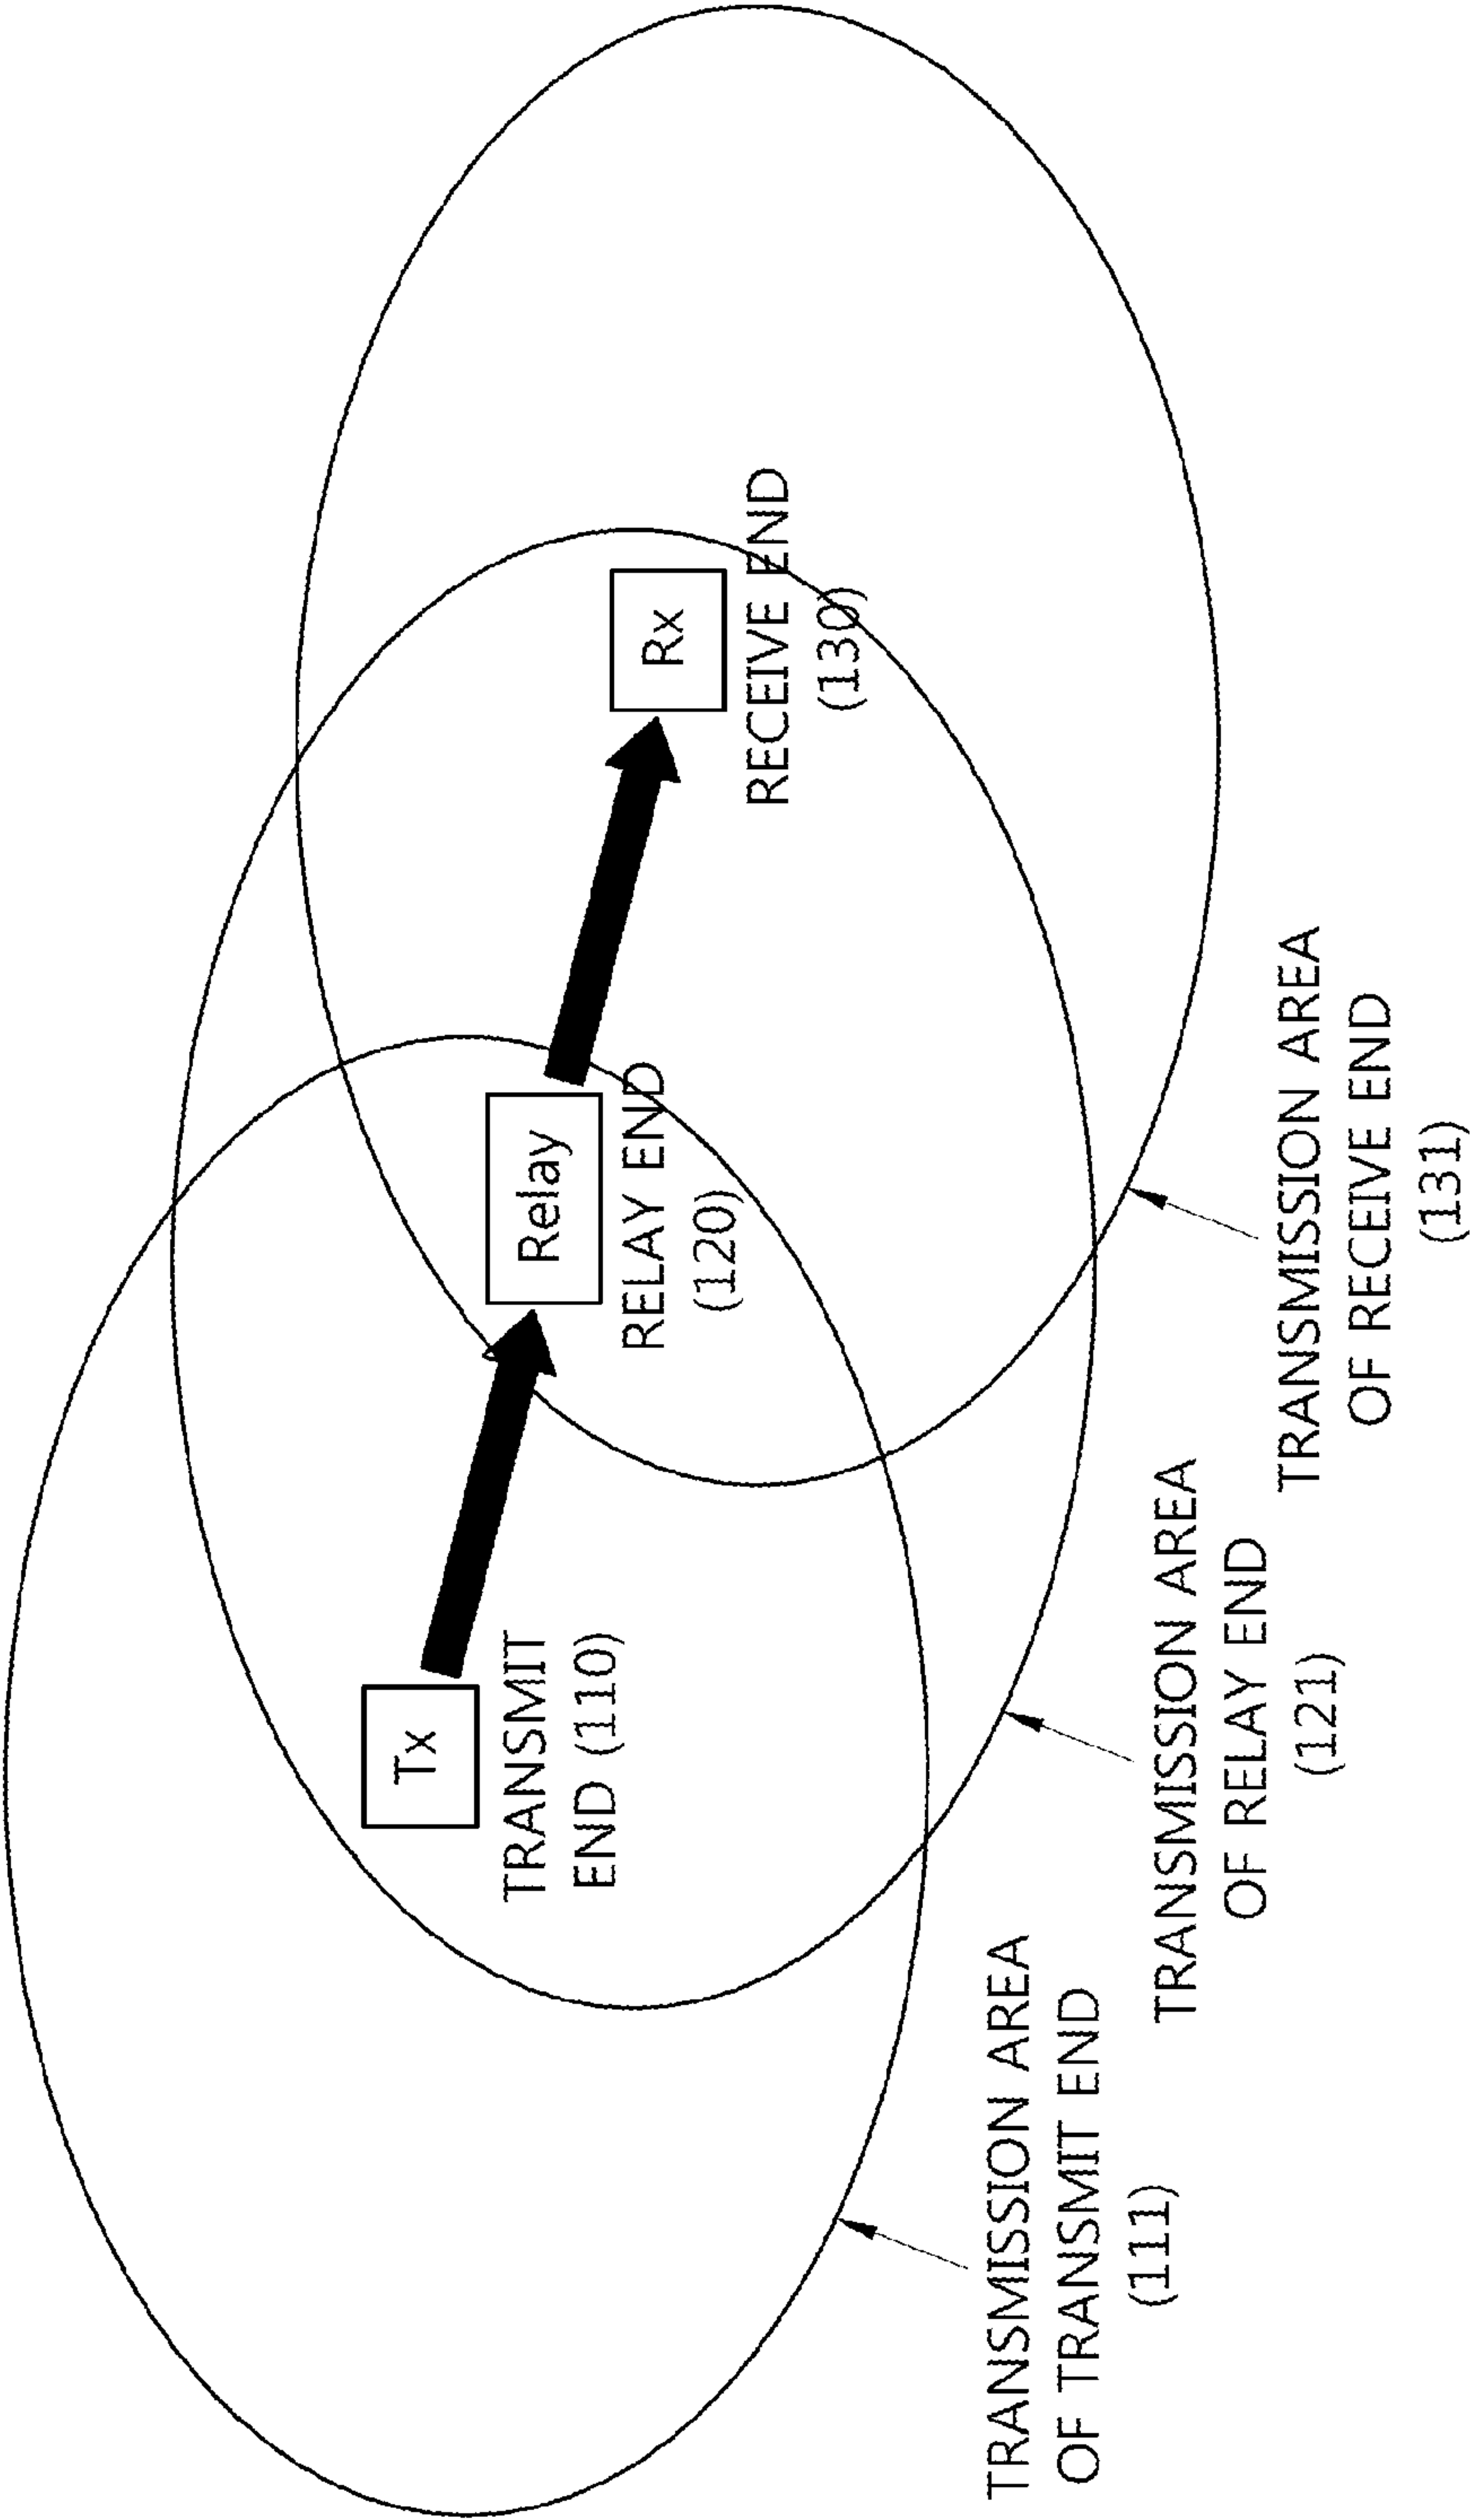 Tx
TRANSMIT
END (110)
Relay
RELAY END
(120)
Rx
RECEIVE END
(130)
TRANSMISSION AREA
OF TRANSMIT END
(111)
TRANSMISSION AREA
OF RELAY END
(121)
TRANSMISSION AREA
OF RECEIVE END
(131)